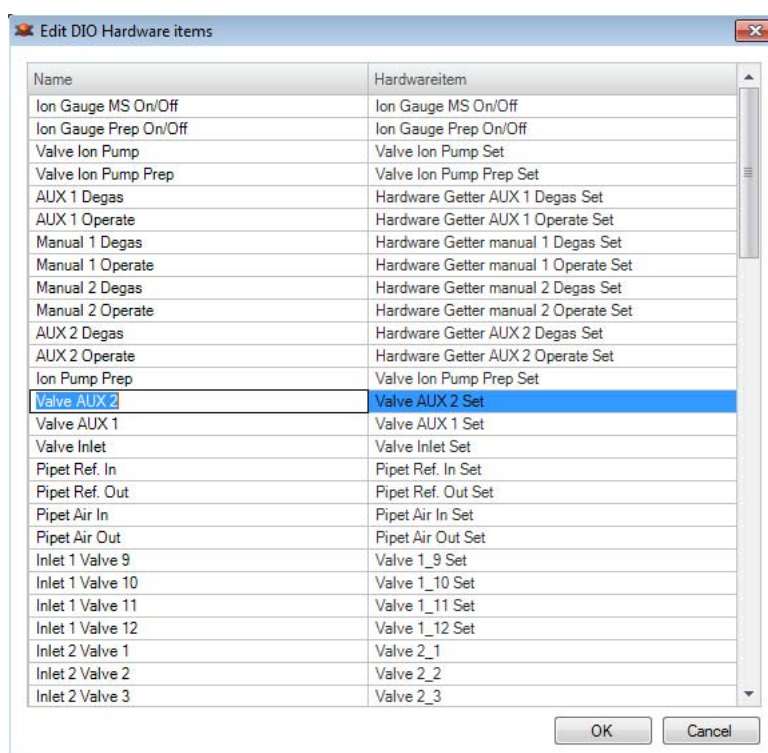 Edit DIO Hardware items
Name Hardwareitem
Ion Gauge MS On/Off Ion Gauge MS On/Off
Ion Gauge Prep On/Off Ion Gauge Prep On/Off
Valve Ion Pump Valve Ion Pump Set
Valve Ion Pump Prep Valve Ion Pump Prep Set
AUX 1 Degas Hardware Getter AUX 1 Degas Set
AUX 1 Operate Hardware Getter AUX 1 Operate Set
Manual 1 Degas Hardware Getter manual 1 Degas Set
Manual 1 Operate Hardware Getter manual 1 Operate Set
Manual 2 Degas Hardware Getter manual 2 Degas Set
Manual 2 Operate Hardware Getter manual 2 Operate Set
AUX 2 Degas Hardware Getter AUX 2 Degas Set
AUX 2 Operate Hardware Getter AUX 2 Operate Set
Ion Pump Prep Valve Ion Pump Prep Set
Valve AUX 2 Valve AUX 2 Set
Valve AUX 1 Valve AUX 1 Set
Valve Inlet Valve Inlet Set
Pipet Ref. In Pipet Ref. In Set
Pipet Ref. Out Pipet Ref. Out Set
Pipet Air In Pipet Air In Set
Pipet Air Out Pipet Air Out Set
Inlet 1 Valve 9 Valve 1_9 Set
Inlet 1 Valve 10 Valve 1_10 Set
Inlet 1 Valve 11 Valve 1_11 Set
Inlet 1 Valve 12 Valve 1_12 Set
Inlet 2 Valve 1 Valve 2_1
Inlet 2 Valve 2 Valve 2_2
Inlet 2 Valve 3 Valve 2_3
OK Cancel